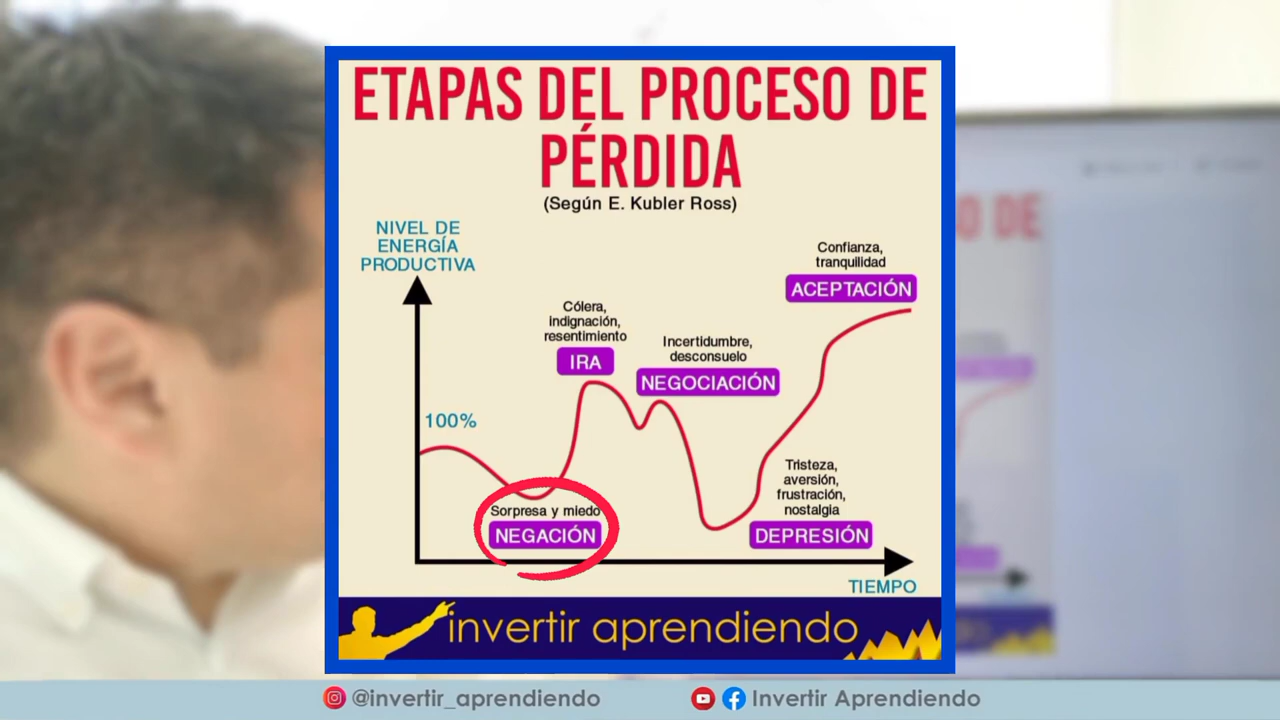 ETAPAS DEL PROCESO DE
PÉRDIDA
(Según E. Kubler Ross)
NIVEL DE
ENERGÍA
PRODUCTIVA
Confianza,
tranquilidad
ACEPTACIÓN
Cólera,
indignación,
resentimiento
IRA
Incertidumbre,
desconsuelo
NEGOCIACIÓN
100%
Sorpresa y miedo
NEGACIÓN
Tristeza,
aversión,
frustración,
nostalgia
DEPRESIÓN
TIEMPO
invertir aprendiendo
O DE
@invertir_aprendiendo
Invertir Aprendiendo